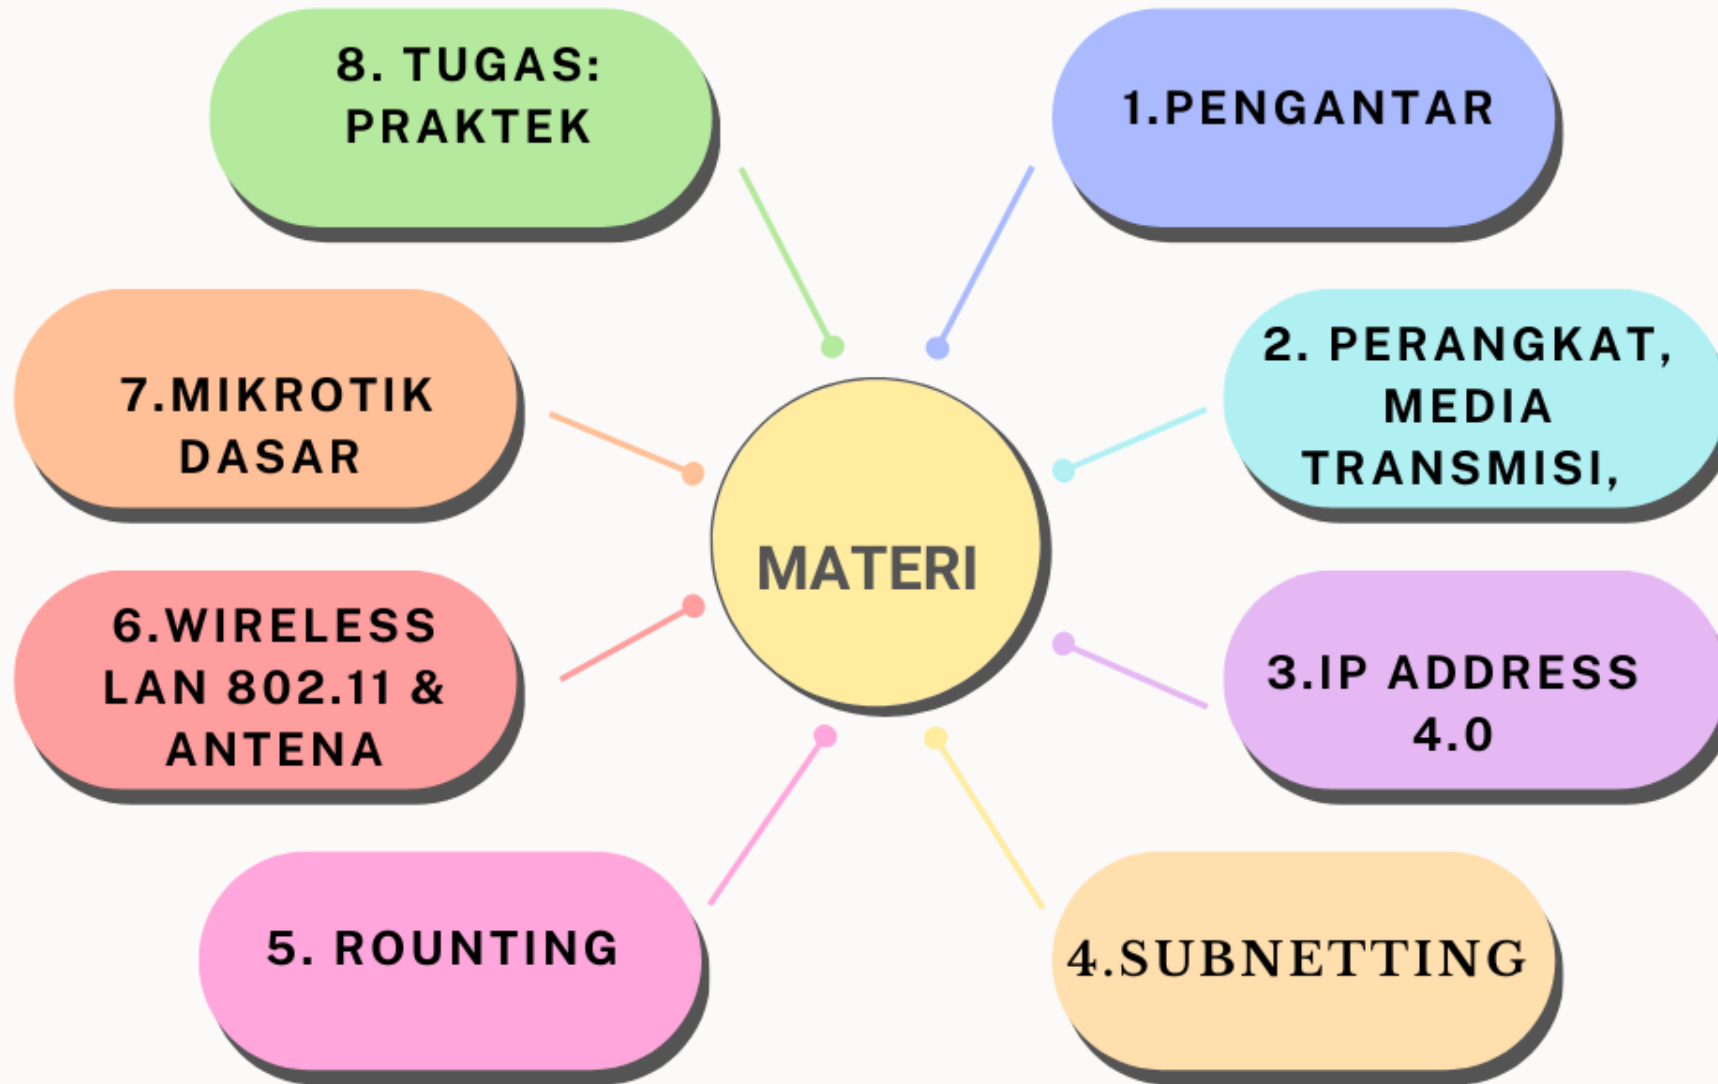 MATERI
1.PENGANTAR
2. PERANGKAT,
MEDIA
TRANSMISI,
3.IP ADDRESS
4.0
4.SUBNETTING
5. ROUNTING
6.WIRELESS
LAN 802.11 &
ANTENA
7.MIKROTIK
DASAR
8. TUGAS:
PRAKTEK